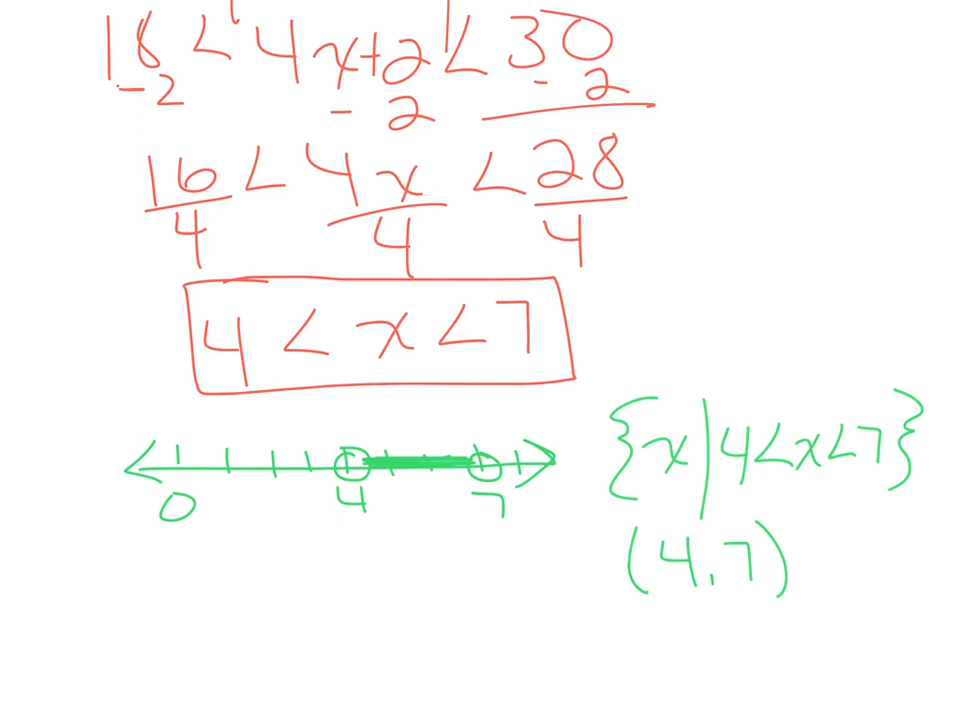 18 < 4x+2 < 30
-2 -2 -2
16 < 4x < 28
4 4 4
4 < x < 7
{x|4<x<7}
0 4 7
(4,7)